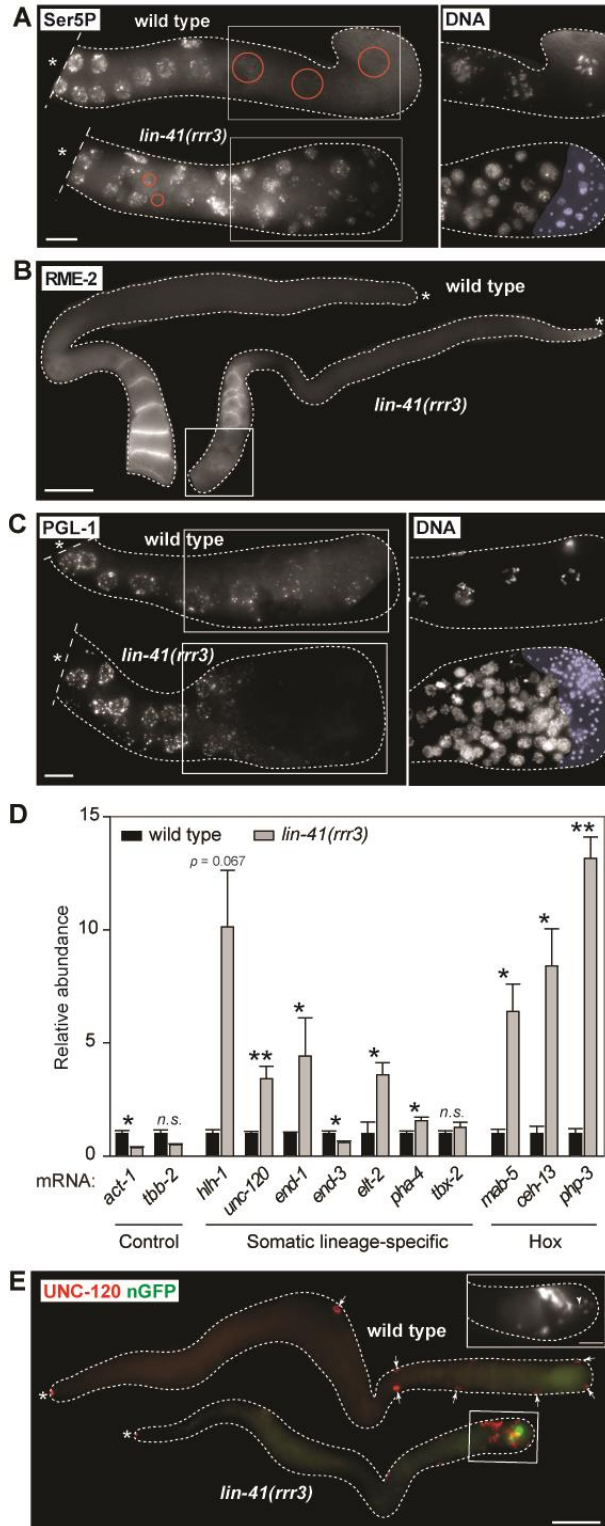 A
Ser5P
wild type
DNA
*
lin-41(rrr3)
*
B
RME-2
wild type
*
*
lin-41(rrr3)
C
PGL-1
wild type
DNA
*
lin-41(rrr3)
*
D
15
wild type
lin-41(rrr3)
**
p = 0.067
10
*
*
Relative abundance
5
*
**
*
*
*
n.s.
*
n.s.
0
mRNA:
act-1
tbb-2
hlh-1
unc-120
end-1
end-3
elt-2
pha-4
tbx-2
mab-5
ceh-13
php-3
Control
Somatic lineage-specific
Hox
E
UNC-120 nGFP
wild type
*
*
lin-41(rrr3)